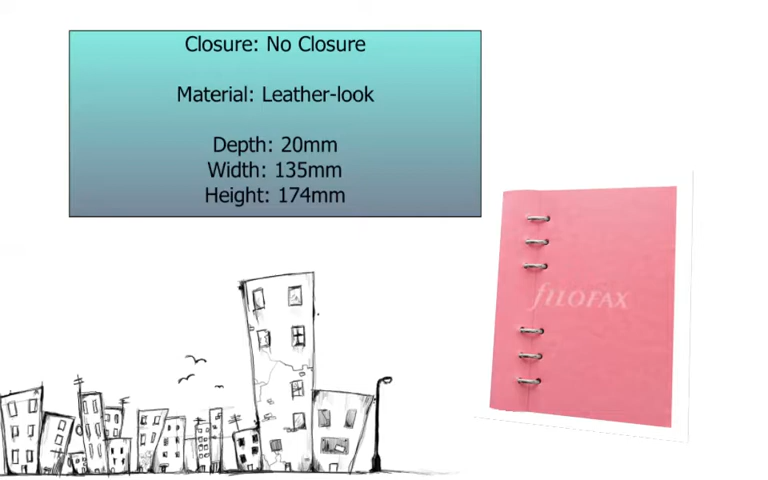 Closure: No Closure
Material: Leather-look
Depth: 20mm
Width: 135mm
Height: 174mm
fILOFAX